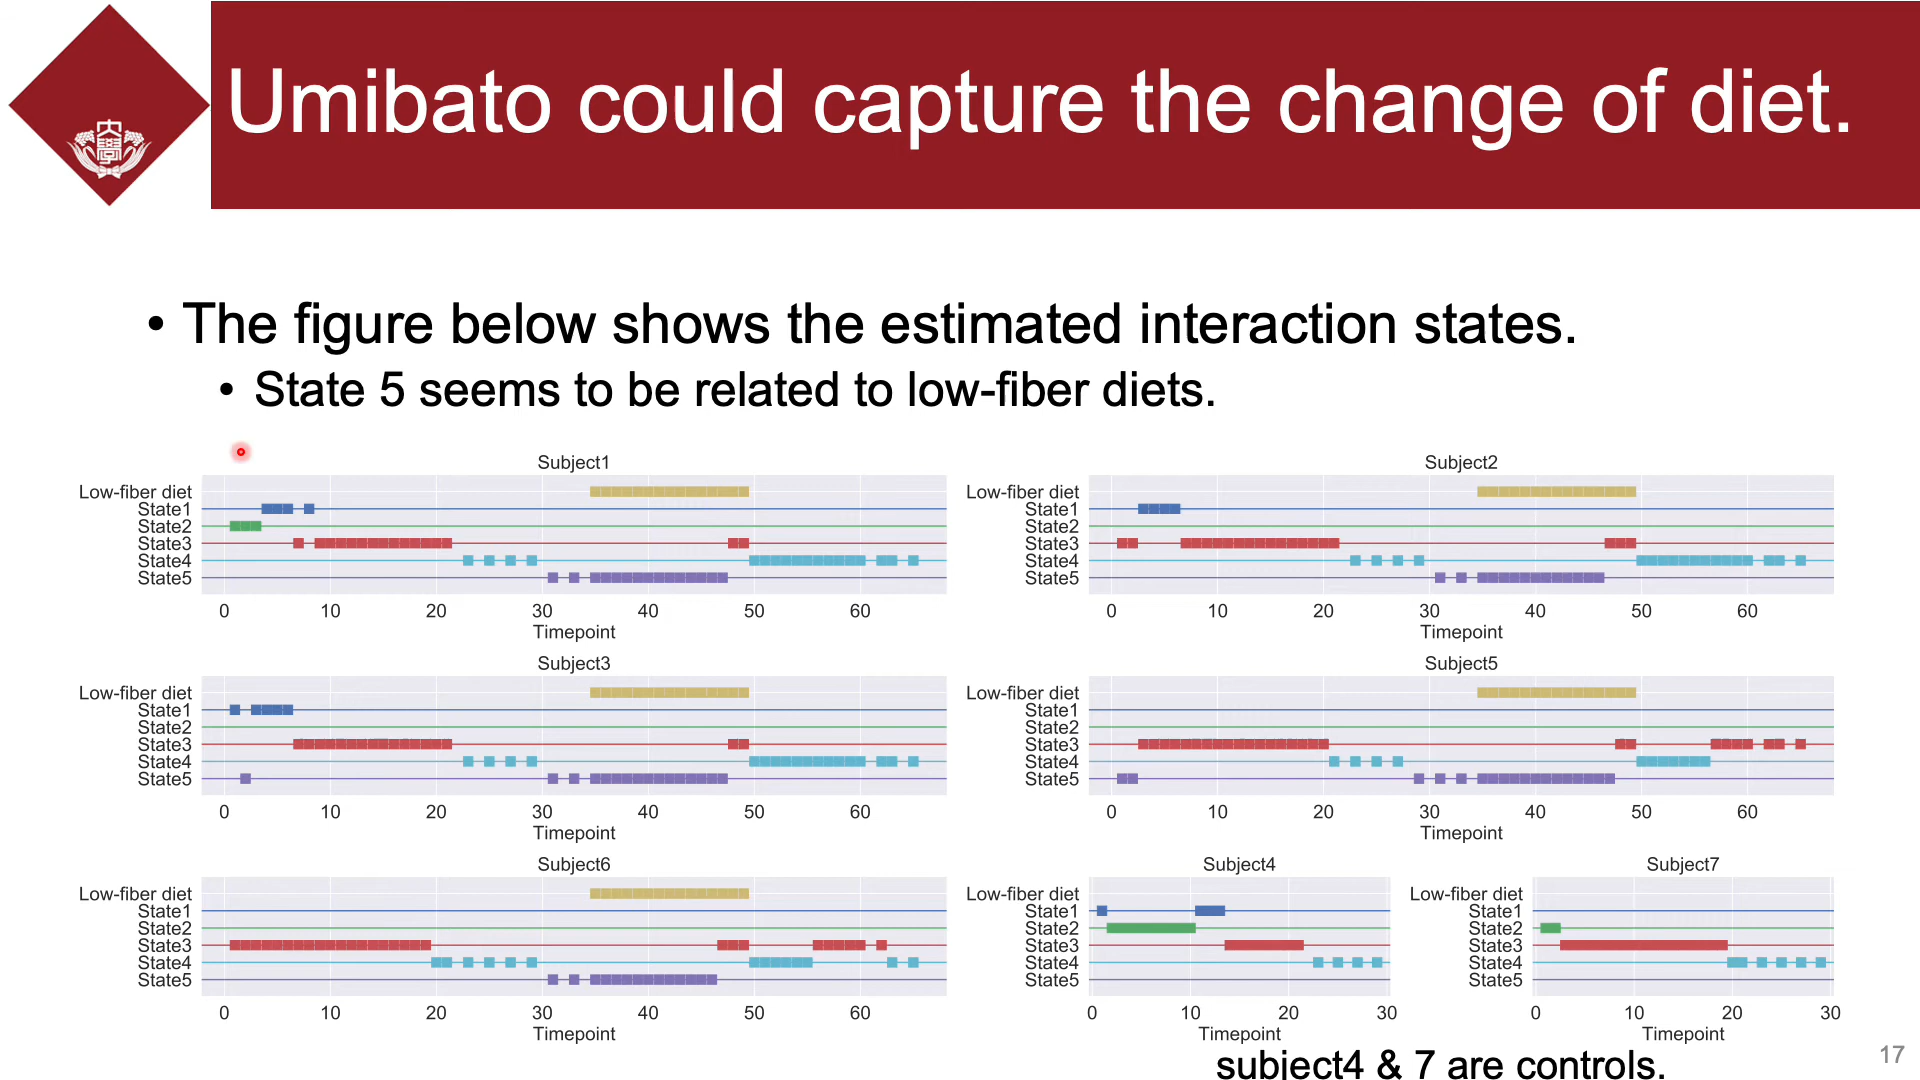 Umibato could capture the change of diet.
• The figure below shows the estimated interaction states.
• State 5 seems to be related to low-fiber diets.
Subject1
Low-fiber diet
State1
State2
State3
State4
State5
0 10 20 30 40 50 60
Timepoint
Subject2
Low-fiber diet
State1
State2
State3
State4
State5
0 10 20 30 40 50 60
Timepoint
Subject3
Low-fiber diet
State1
State2
State3
State4
State5
0 10 20 30 40 50 60
Timepoint
Subject5
Low-fiber diet
State1
State2
State3
State4
State5
0 10 20 30 40 50 60
Timepoint
Subject6
Low-fiber diet
State1
State2
State3
State4
State5
0 10 20 30 40 50 60
Timepoint
Subject4
Low-fiber diet
State1
State2
State3
State4
State5
0 10 20 30
Timepoint
Subject7
Low-fiber diet
State1
State2
State3
State4
State5
0 10 20 30
Timepoint
subject4 & 7 are controls.
17